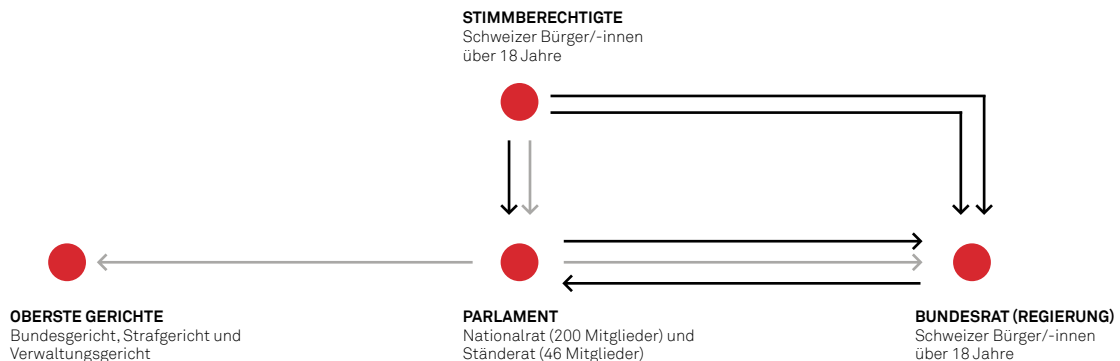 STIMMBERECHTIGTE
Schweizer Bürger/-innen
über 18 Jahre
OBERSTE GERICHTE
Bundesgericht, Strafgericht und
Verwaltungsgericht
PARLAMENT
Nationalrat (200 Mitglieder) und
Ständerat (46 Mitglieder)
BUNDESRAT (REGIERUNG)
Schweizer Bürger/-innen
über 18 Jahre